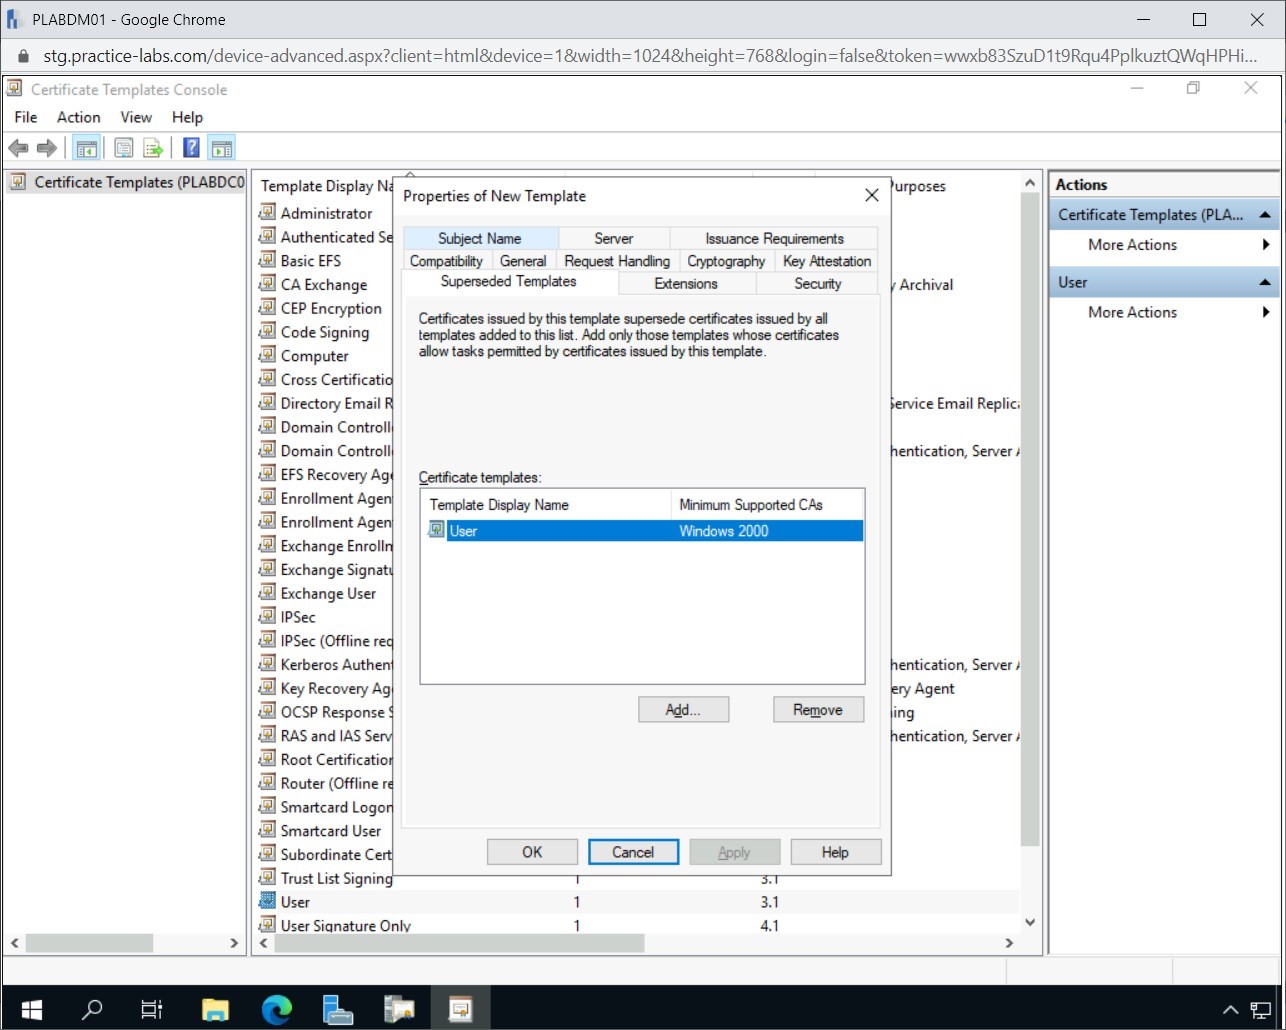 PLABDM01 - Google Chrome
stg.practice-labs.com/device-advanced.aspx?client=html&device=1&width=1024&height=768&login=false&token=wwxb83SzuD1t9Rqu4PplkuztQWqHPHi...
Certificate Templates Console
File Action View Help
Certificate Templates (PLABDC0
Template Display Na
Purposes
Administrator
Authenticated Se
Basic EFS
CA Exchange
y Archival
CEP Encryption
Code Signing
Computer
Cross Certificatio
Directory Email R
Service Email Replica
Domain Controll
Domain Controll
hentication, Server A
EFS Recovery Age
Enrollment Agen
Enrollment Agen
Exchange Enrolln
Exchange Signatu
Exchange User
IPSec
IPSec (Offline req
Kerberos Authent
hentication, Server A
Key Recovery Ag
ery Agent
OCSP Response S
ning
RAS and IAS Serv
hentication, Server A
Root Certification
Router (Offline re
Smartcard Logon
Smartcard User
Subordinate Cert
Trust List Signing 1 3.1
User 1 3.1
User Signature Only 1 4.1
Properties of New Template
Subject Name Server Issuance Requirements
Compatibility General Request Handling Cryptography Key Attestation
Superseded Templates Extensions Security
Certificates issued by this template supersede certificates issued by all
templates added to this list. Add only those templates whose certificates
allow tasks permitted by certificates issued by this template.
Certificate templates:
Template Display Name Minimum Supported CAs
User Windows 2000
Add... Remove
OK Cancel Apply Help
Actions
Certificate Templates (PLA...
More Actions
User
More Actions